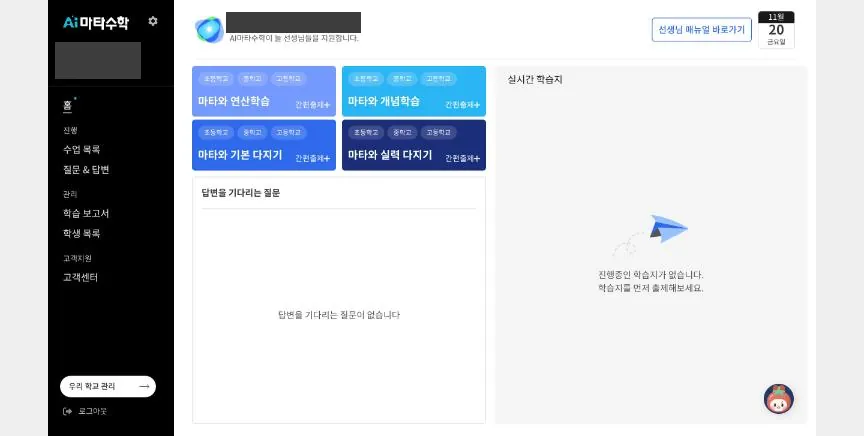 Ai마타수학
홈
진행
수업 목록
질문 & 답변
관리
학습 보고서
학생 목록
고객지원
고객센터
우리 학교 관리
로그아웃
AI마타수학이 늘 선생님들을 지원합니다.
선생님 매뉴얼 바로가기
11월
20
금요일
초등학교 중학교 고등학교
마타와 연산학습 간편출제+
초등학교 중학교 고등학교
마타와 개념학습 간편출제+
초등학교 중학교 고등학교
마타와 기본 다지기 간편출제+
초등학교 중학교 고등학교
마타와 실력 다지기 간편출제+
답변을 기다리는 질문
답변을 기다리는 질문이 없습니다
실시간 학습지
진행중인 학습지가 없습니다.
학습지를 먼저 출제해보세요.